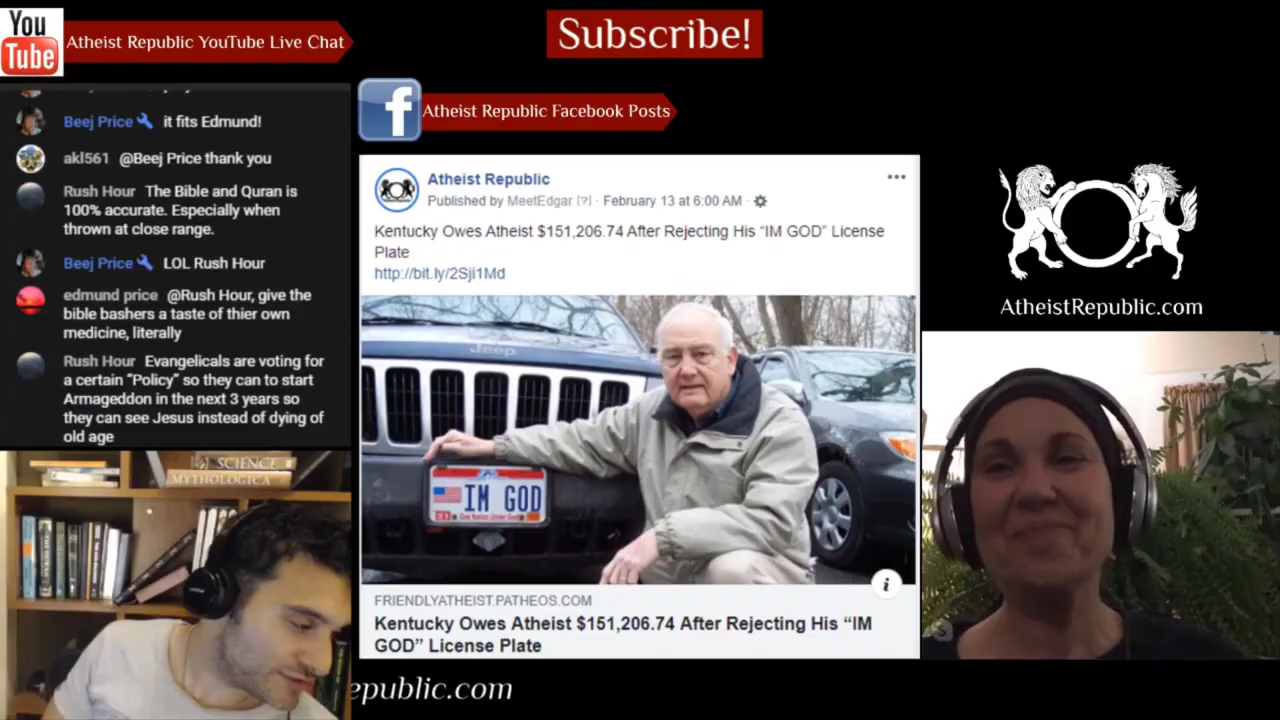 You
Tube
Atheist Republic YouTube Live Chat
Subscribe!
Beej Price it fits Edmund!
akl561 @Beej Price thank you
Rush Hour The Bible and Quran is
100% accurate. Especially when
thrown at close range.
Beej Price LOL Rush Hour
edmund price @Rush Hour, give the
bible bashers a taste of thier own
medicine, literally
Rush Hour Evangelicals are voting for
a certain “Policy” so they can to start
Armageddon in the next 3 years so
they can see Jesus instead of dying of
old age
SCIENCE
MYTHOLOGICA
f
Atheist Republic Facebook Posts
Atheist Republic
Published by MeetEdgar [?] · February 13 at 6:00 AM ·
Kentucky Owes Atheist $151,206.74 After Rejecting His “IM GOD” License
Plate
http://bit.ly/2Sji1Md
Jeep
IM GOD
One Nation Under God
i
FRIENDLYATHEIST.PATHEOS.COM
Kentucky Owes Atheist $151,206.74 After Rejecting His “IM
GOD” License Plate
epublic.com
AtheistRepublic.com